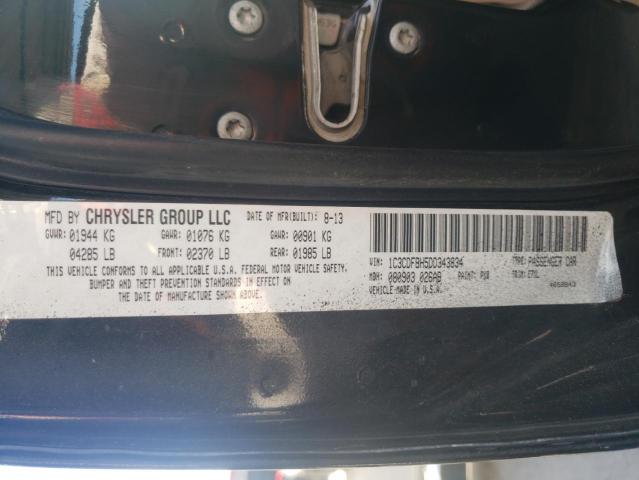 MFD BY CHRYSLER GROUP LLC DATE OF MFR(BUILT): 8-13
GVWR: 01944 KG GAWR: 01076 KG GAWR: 00901 KG
04285 LB FRONT: 02370 LB REAR: 01985 LB
THIS VEHICLE CONFORMS TO ALL APPLICABLE U.S.A. FEDERAL MOTOR VEHICLE SAFETY,
BUMPER AND THEFT PREVENTION STANDARDS IN EFFECT ON
THE DATE OF MANUFACTURE SHOWN ABOVE.
VIN: 1C3CDFBH5DD343834 TYPE: PASSENGER CAR
MDH: 080903 026AB PAINT: PXB TRIM:
VEHICLE MADE IN U.S.A.